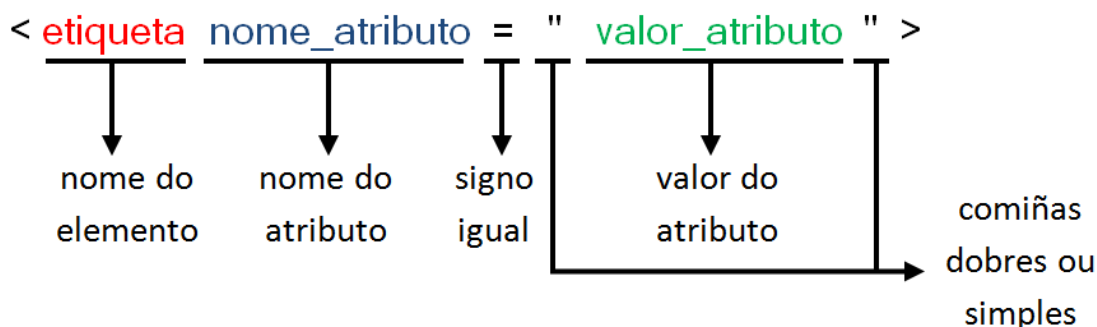 < etiqueta nome_atributo = " valor_atributo " >
nome do
elemento
nome do
atributo
signo
igual
valor do
atributo
comiñas
dobres ou
simples